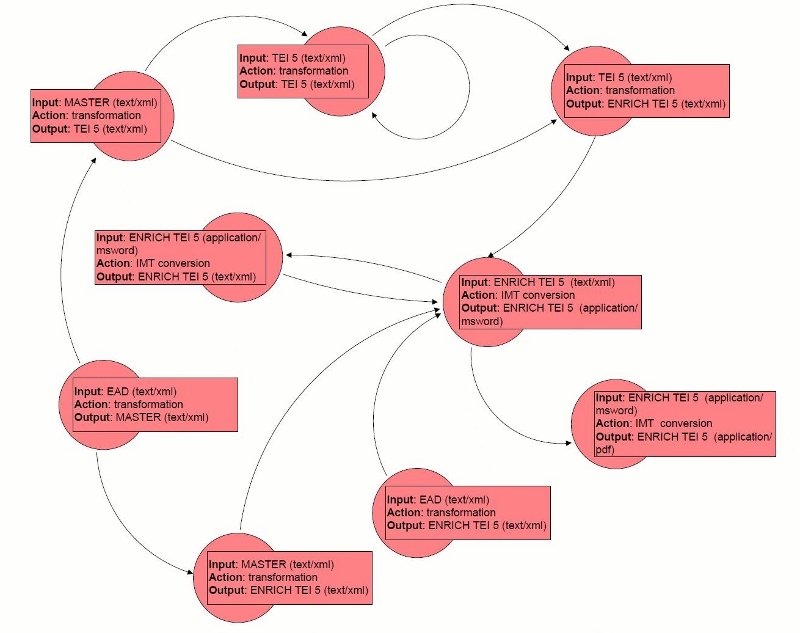 Input: TEI 5 (text/xml)
Action: transformation
Output: TEI 5 (text/xml)
Input: TEI 5 (text/xml)
Action: transformation
Output: ENRICH TEI 5 (text/xml)
Input: MASTER (text/xml)
Action: transformation
Output: TEI 5 (text/xml)
Input: ENRICH TEI 5 (application/
msword)
Action: IMT conversion
Output: ENRICH TEI 5 (text/xml)
Input: ENRICH TEI 5 (text/xml)
Action: IMT conversion
Output: ENRICH TEI 5 (application/
msword)
Input: EAD (text/xml)
Action: transformation
Output: MASTER (text/xml)
Input: ENRICH TEI 5 (application/
msword)
Action: IMT conversion
Output: ENRICH TEI 5 (application/
pdf)
Input: EAD (text/xml)
Action: transformation
Output: ENRICH TEI 5 (text/xml)
Input: MASTER (text/xml)
Action: transformation
Output: ENRICH TEI 5 (text/xml)